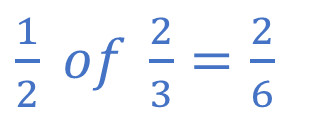 1/2 of 2/3 = 2/6